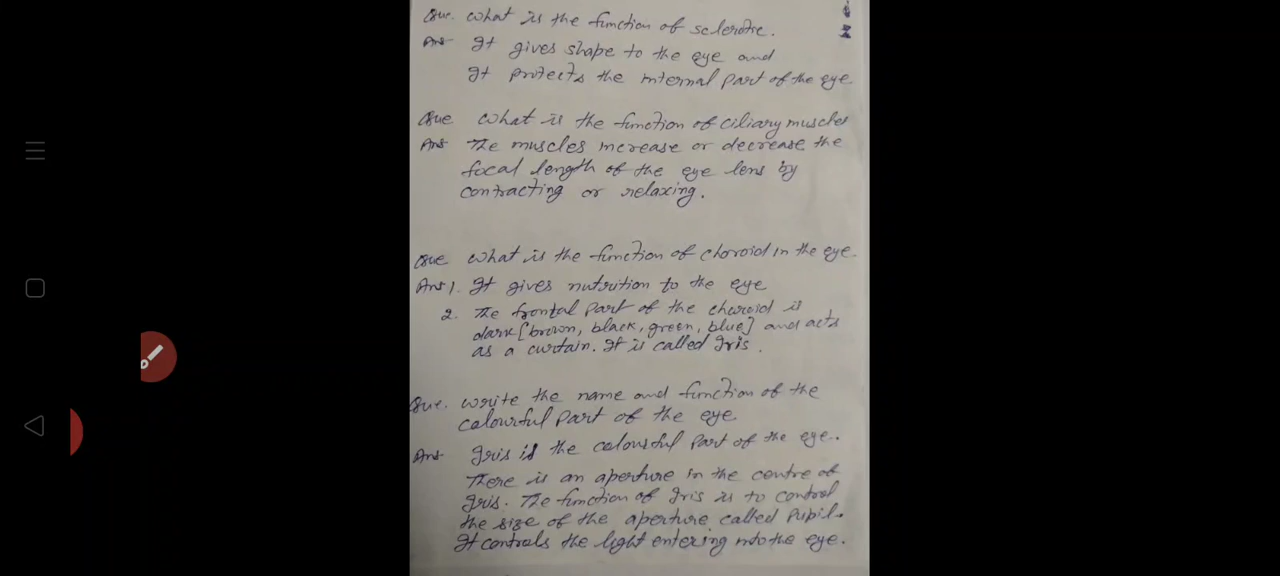 Que. What is the function of sclerotic.
Ans It gives shape to the eye and
It protects the internal part of the eye
Que What is the function of ciliary muscles
Ans The muscles increase or decrease the
focal length of the eye lens by
contracting or relaxing.
Que What is the function of choroid in the eye.
Ans 1. It gives nutrition to the eye
2. The frontal part of the choroid is
dark [brown, black, green, blue] and acts
as a curtain. It is called Iris.
Que. Write the name and function of the
colourful part of the eye
Ans Iris is the colourful part of the eye.
There is an aperture in the centre of
Iris. The function of Iris is to control
the size of the aperture called Pupil.
It controls the light entering into the eye.